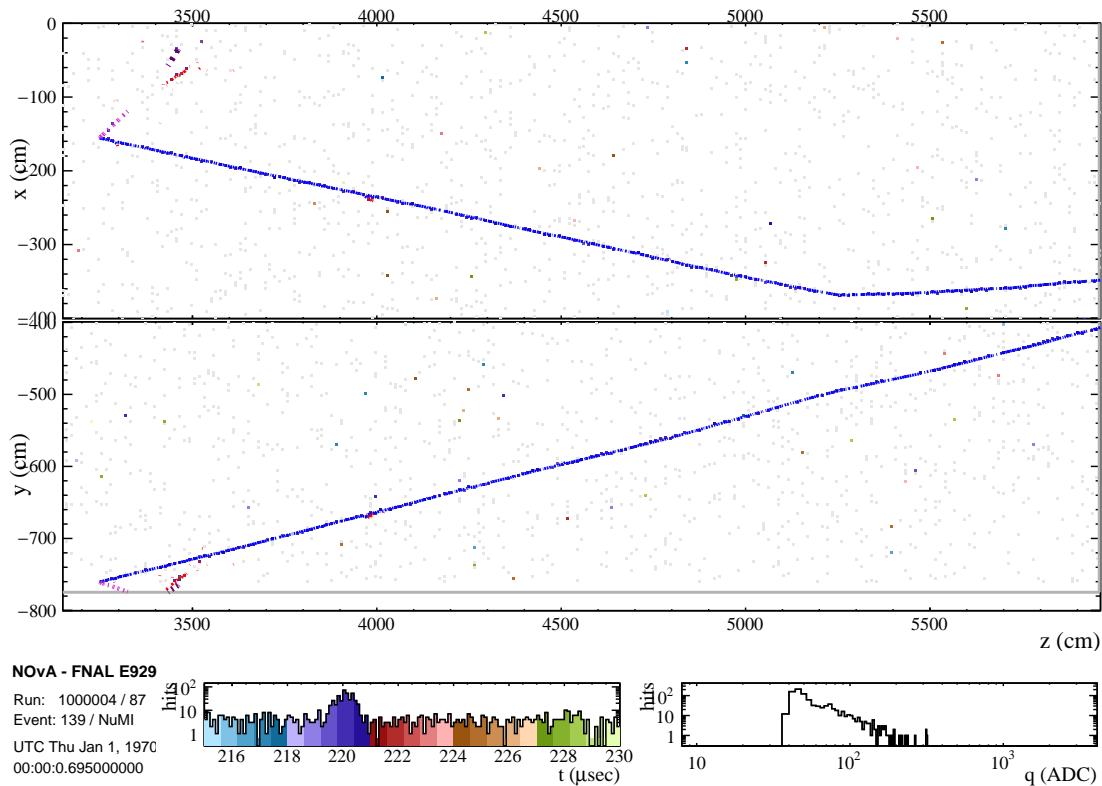 3500 4000 4500 5000 5500
0
−100
−200
−300
−400
x (cm)
−400
−500
−600
−700
−800
y (cm)
3500 4000 4500 5000 5500
z (cm)
NOvA - FNAL E929
Run: 1000004 / 87
Event: 139 / NuMI
UTC Thu Jan 1, 1970
00:00:0.695000000
hits
10²
10
1
216 218 220 222 224 226 228 230
t (μsec)
hits
10²
10
1
10 10² 10³
q (ADC)